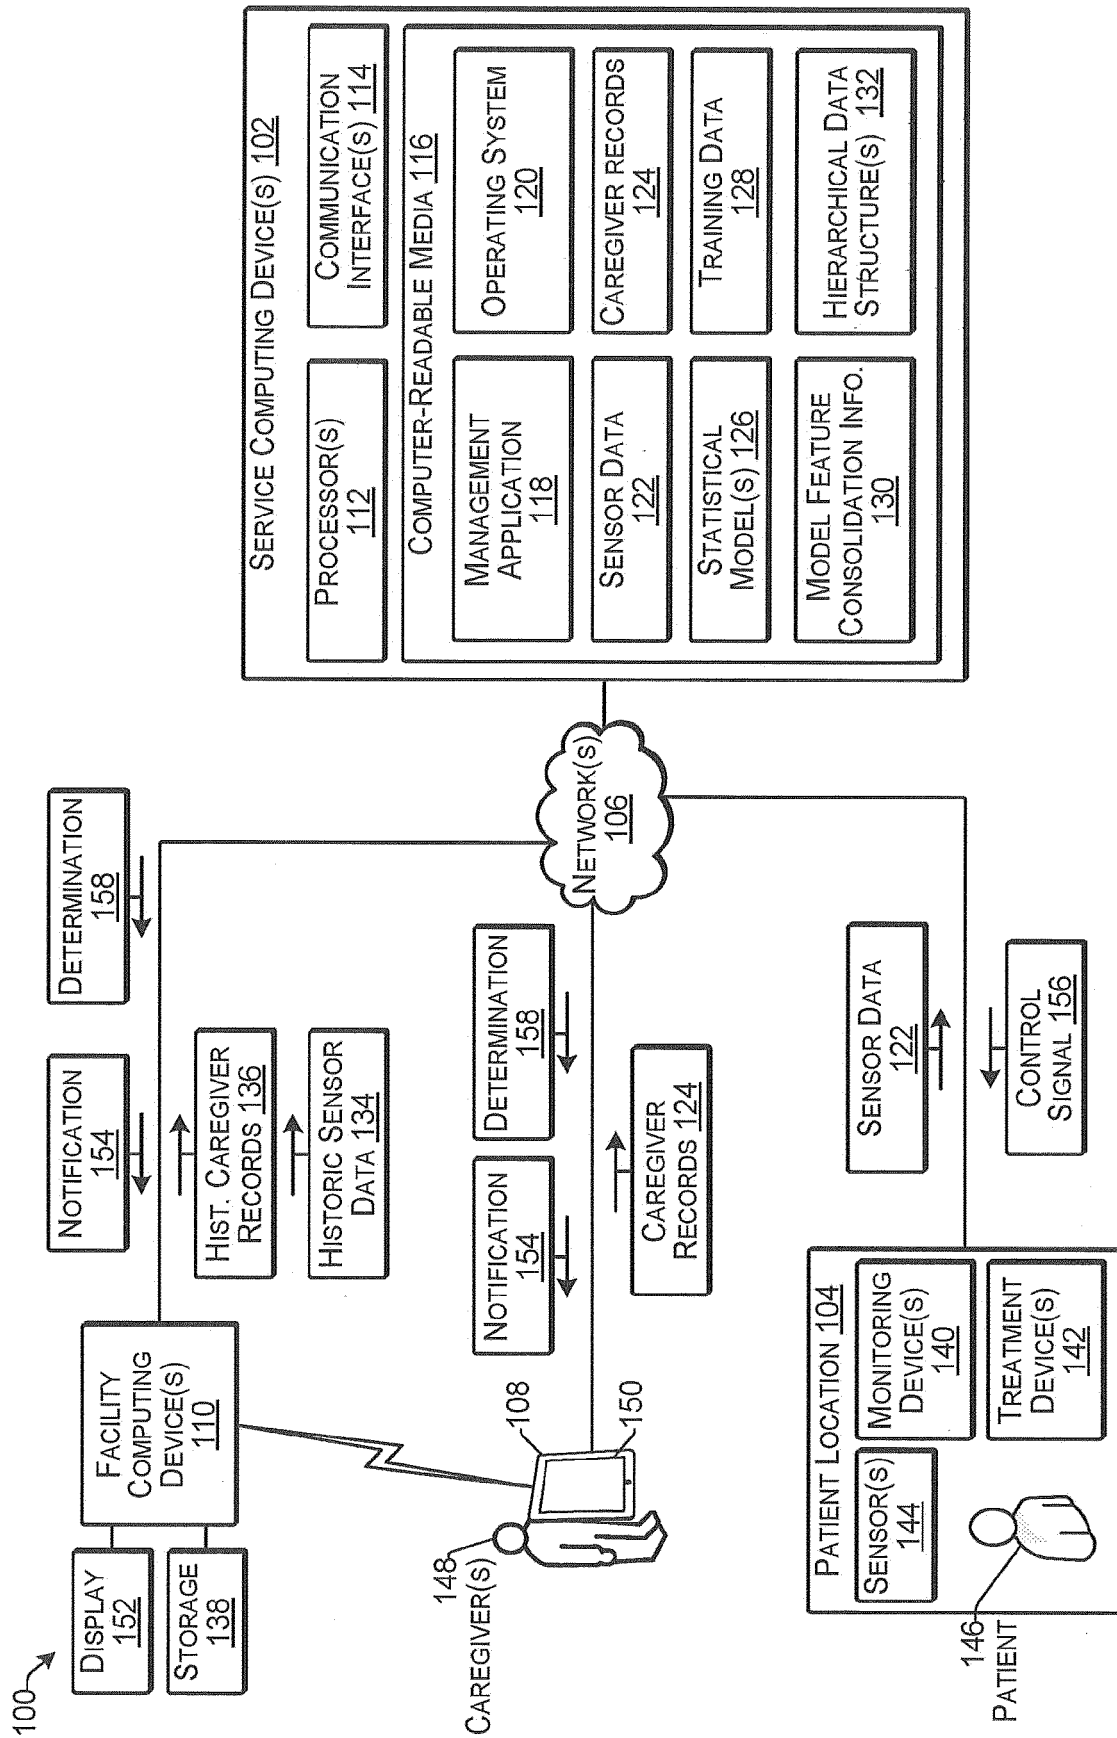 100
DISPLAY
152
STORAGE
138
FACILITY
COMPUTING
DEVICE(S)
110
NOTIFICATION
154
DETERMINATION
158
HIST. CAREGIVER
RECORDS 136
HISTORIC SENSOR
DATA 134
148
CAREGIVER(S)
108
150
NOTIFICATION
154
DETERMINATION
158
CAREGIVER
RECORDS 124
NETWORK(S)
106
PATIENT LOCATION 104
SENSOR(S)
144
MONITORING
DEVICE(S)
140
TREATMENT
DEVICE(S)
142
146
PATIENT
SENSOR DATA
122
CONTROL
SIGNAL 156
SERVICE COMPUTING DEVICE(S) 102
PROCESSOR(S)
112
COMMUNICATION
INTERFACE(S) 114
COMPUTER-READABLE MEDIA 116
MANAGEMENT
APPLICATION
118
OPERATING SYSTEM
120
SENSOR DATA
122
CAREGIVER RECORDS
124
STATISTICAL
MODEL(S) 126
TRAINING DATA
128
MODEL FEATURE
CONSOLIDATION INFO.
130
HIERARCHICAL DATA
STRUCTURE(S) 132